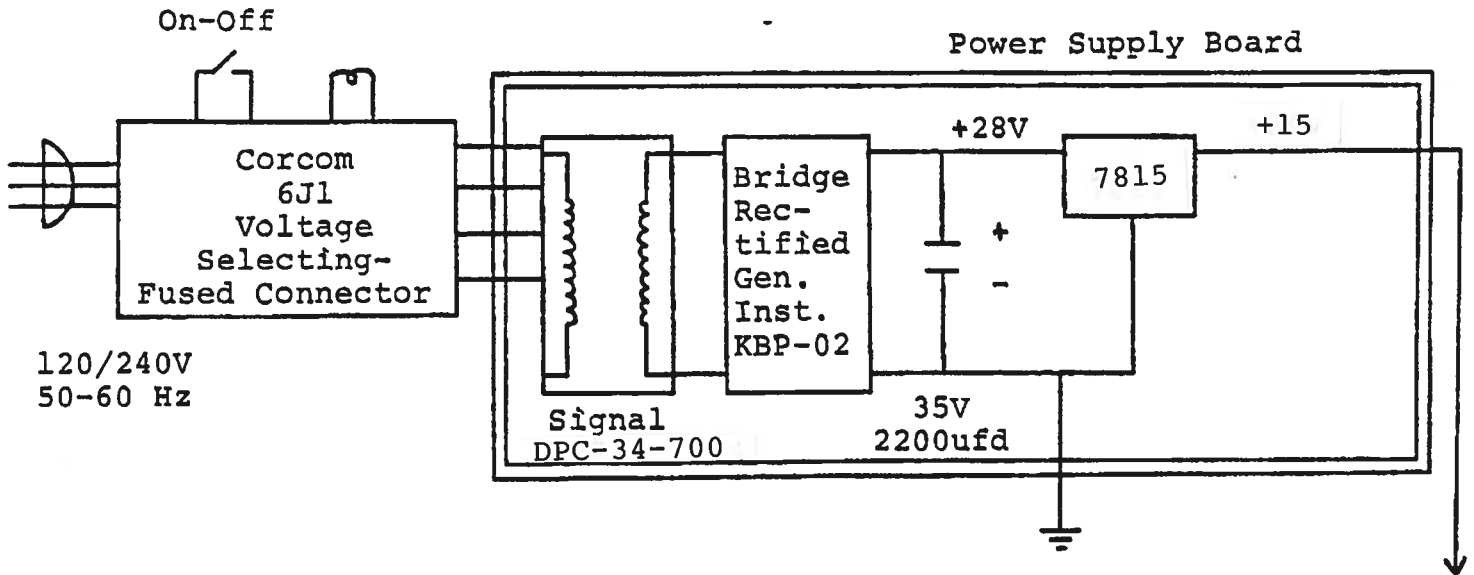 On-Off
Power Supply Board
Corcom
6J1
Voltage
Selecting-
Fused Connector
120/240V
50-60 Hz
Signal
DPC-34-700
Bridge
Rec-
tified
Gen.
Inst.
KBP-02
+28V
+
-
35V
2200ufd
7815
+15